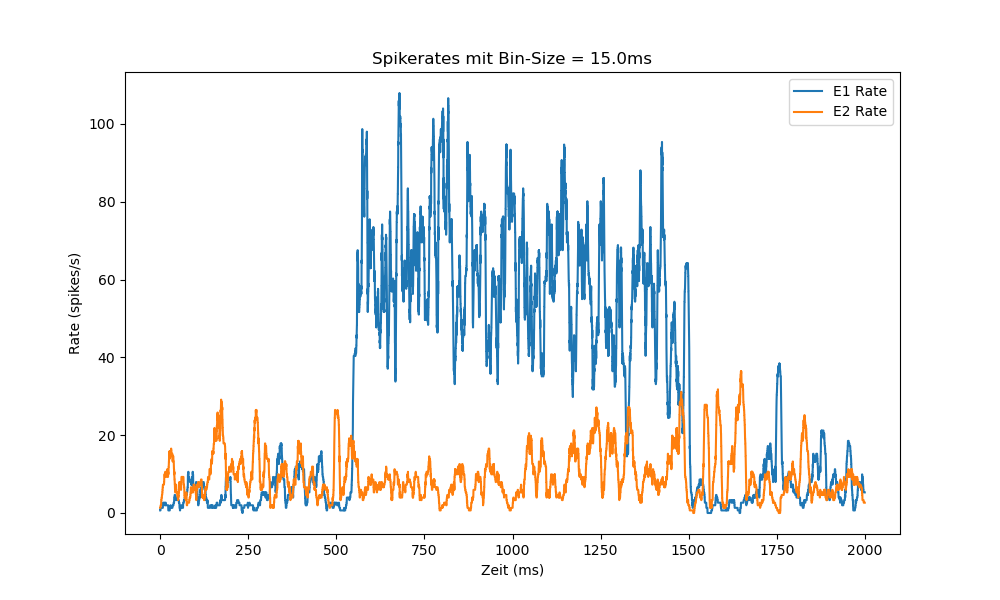 Spikerates mit Bin-Size = 15.0ms
E1 Rate
E2 Rate
Rate (spikes/s)
100
80
60
40
20
0
0 250 500 750 1000 1250 1500 1750 2000
Zeit (ms)